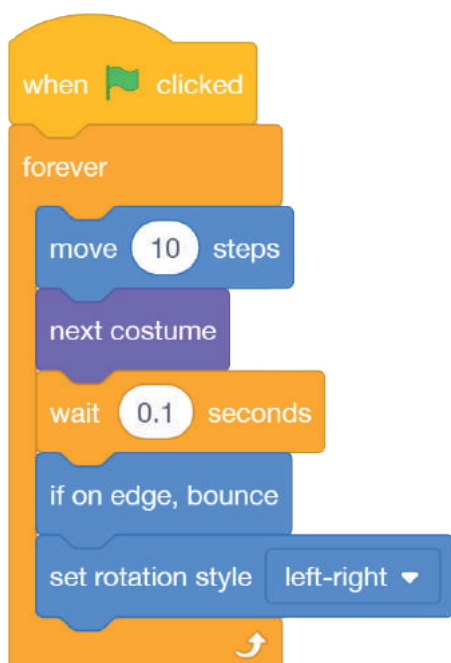 when clicked
forever
move 10 steps
next costume
wait 0.1 seconds
if on edge, bounce
set rotation style left-right